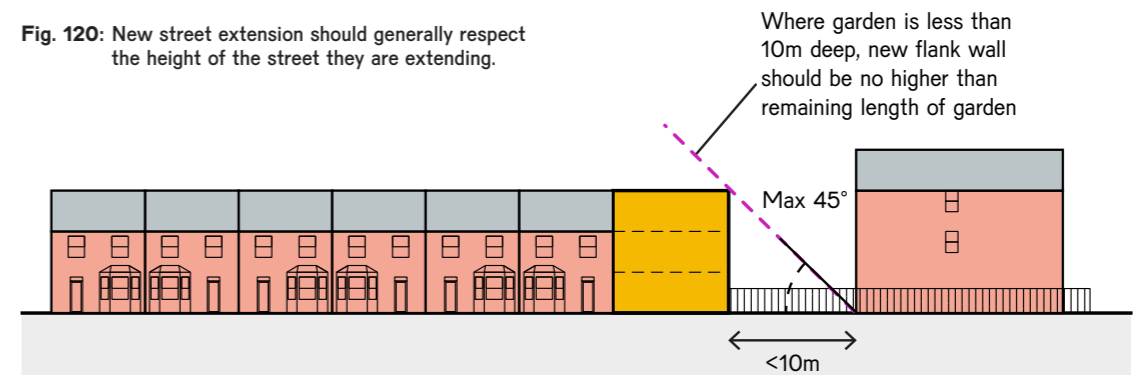 Fig. 120: New street extension should generally respect
the height of the street they are extending.
Where garden is less than
10m deep, new flank wall
should be no higher than
remaining length of garden
Max 45°
<10m